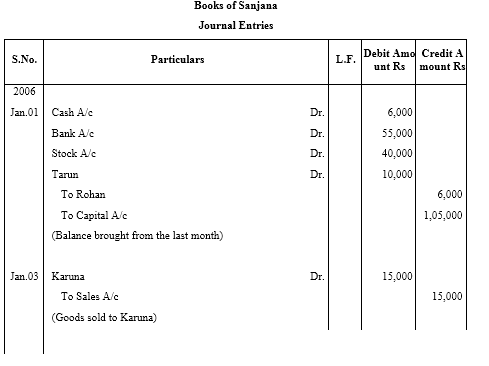 Books of Sanjana
Journal Entries
S.No. Particulars L.F. Debit Amo Credit A
unt Rs mount Rs
2006
Jan.01 Cash A/c Dr. 6,000
Bank A/c Dr. 55,000
Stock A/c Dr. 40,000
Tarun Dr. 10,000
To Rohan 6,000
To Capital A/c 1,05,000
(Balance brought from the last month)
Jan.03 Karuna Dr. 15,000
To Sales A/c 15,000
(Goods sold to Karuna)